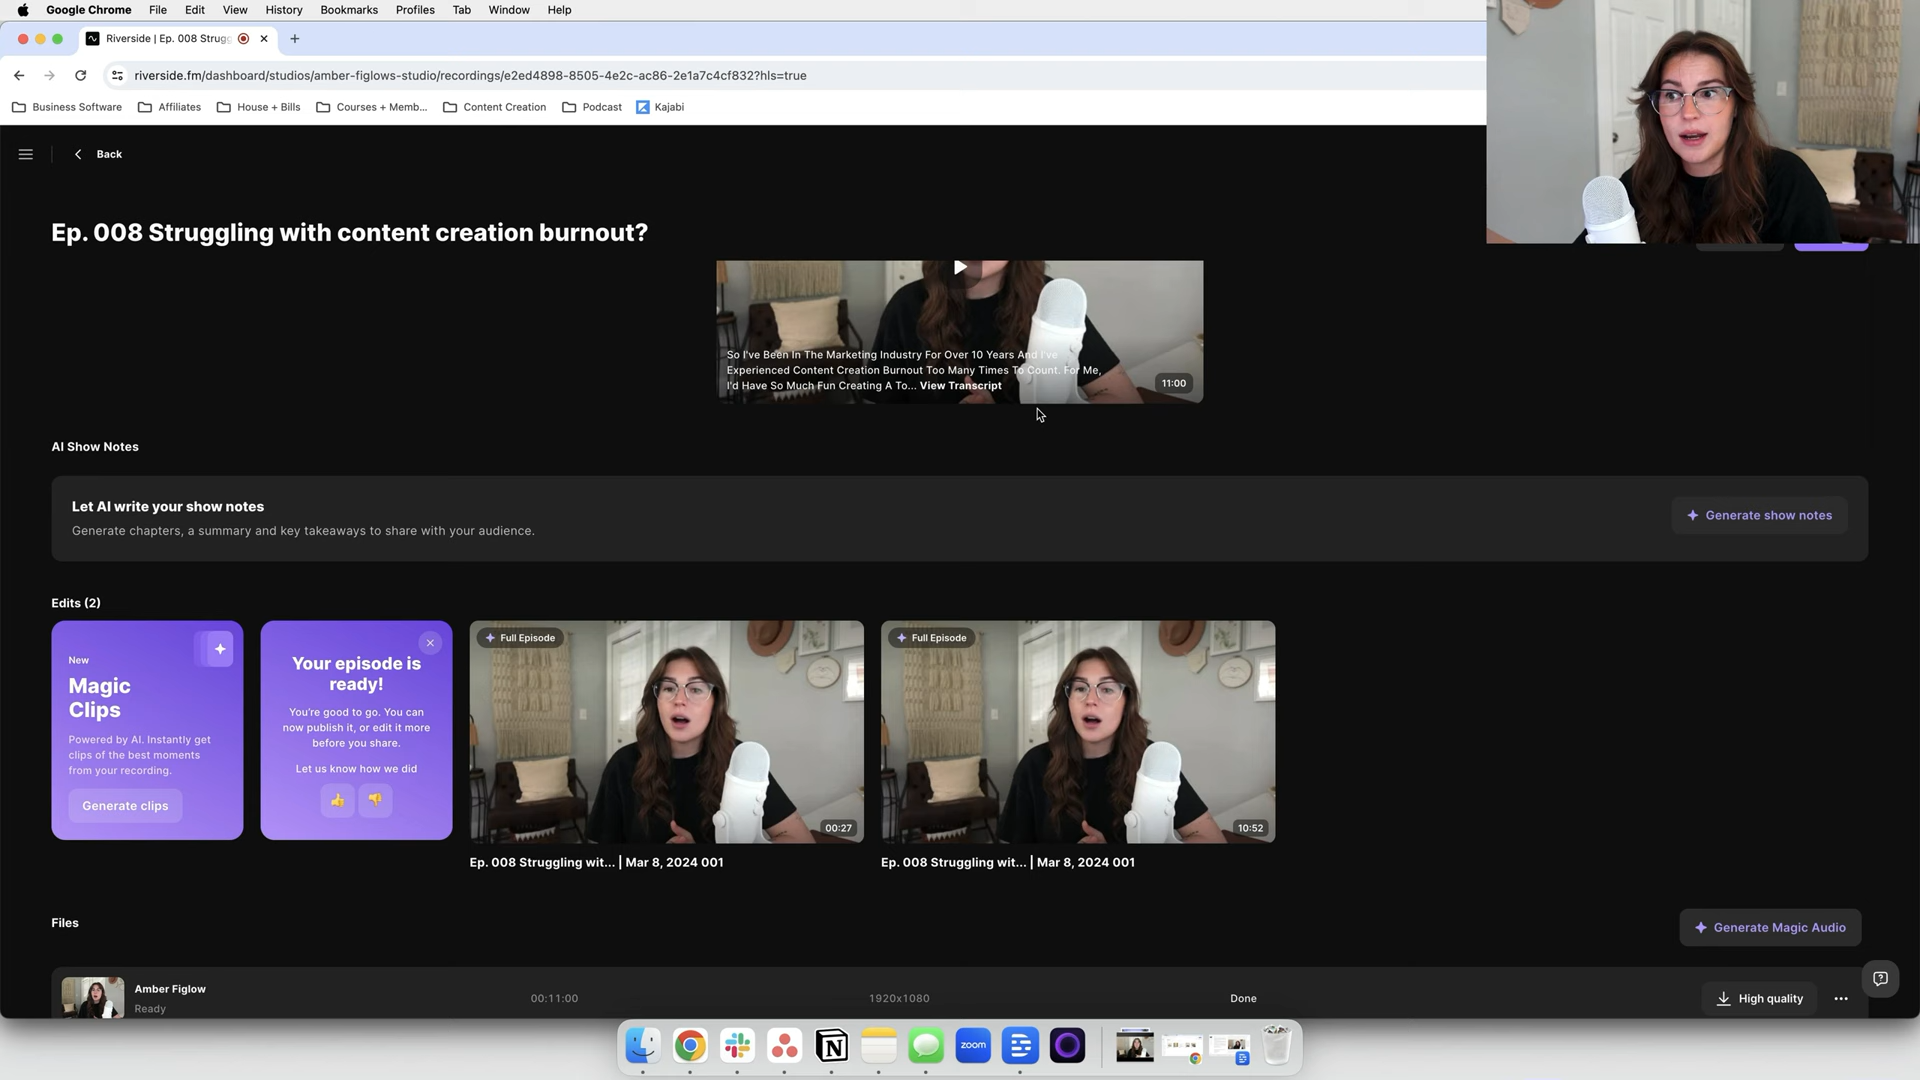 Google Chrome File Edit View History Bookmarks Profiles Tab Window Help
Riverside | Ep. 008 Strugg
riverside.fm/dashboard/studios/amber-figlows-studio/recordings/e2ed4898-8505-4e2c-ac86-2e1a7c4cf832?hls=true
Business Software Affiliates House + Bills Courses + Memb... Content Creation Podcast Kajabi
Back
Ep. 008 Struggling with content creation burnout?
So I've Been In The Marketing Industry For Over 10 Years And I've
Experienced Content Creation Burnout Too Many Times To Count. For Me,
I'd Have So Much Fun Creating A To... View Transcript
11:00
AI Show Notes
Let AI write your show notes
Generate chapters, a summary and key takeaways to share with your audience.
Generate show notes
Edits (2)
New
Magic
Clips
Powered by AI. Instantly get
clips of the best moments
from your recording.
Generate clips
Your episode is
ready!
You're good to go. You can
now publish it, or edit it more
before you share.
Let us know how we did
Full Episode
00:27
Ep. 008 Struggling wit... | Mar 8, 2024 001
Full Episode
10:52
Ep. 008 Struggling wit... | Mar 8, 2024 001
Files
Generate Magic Audio
Amber Figlow
Ready
00:11:00
1920x1080
Done
High quality
zoom